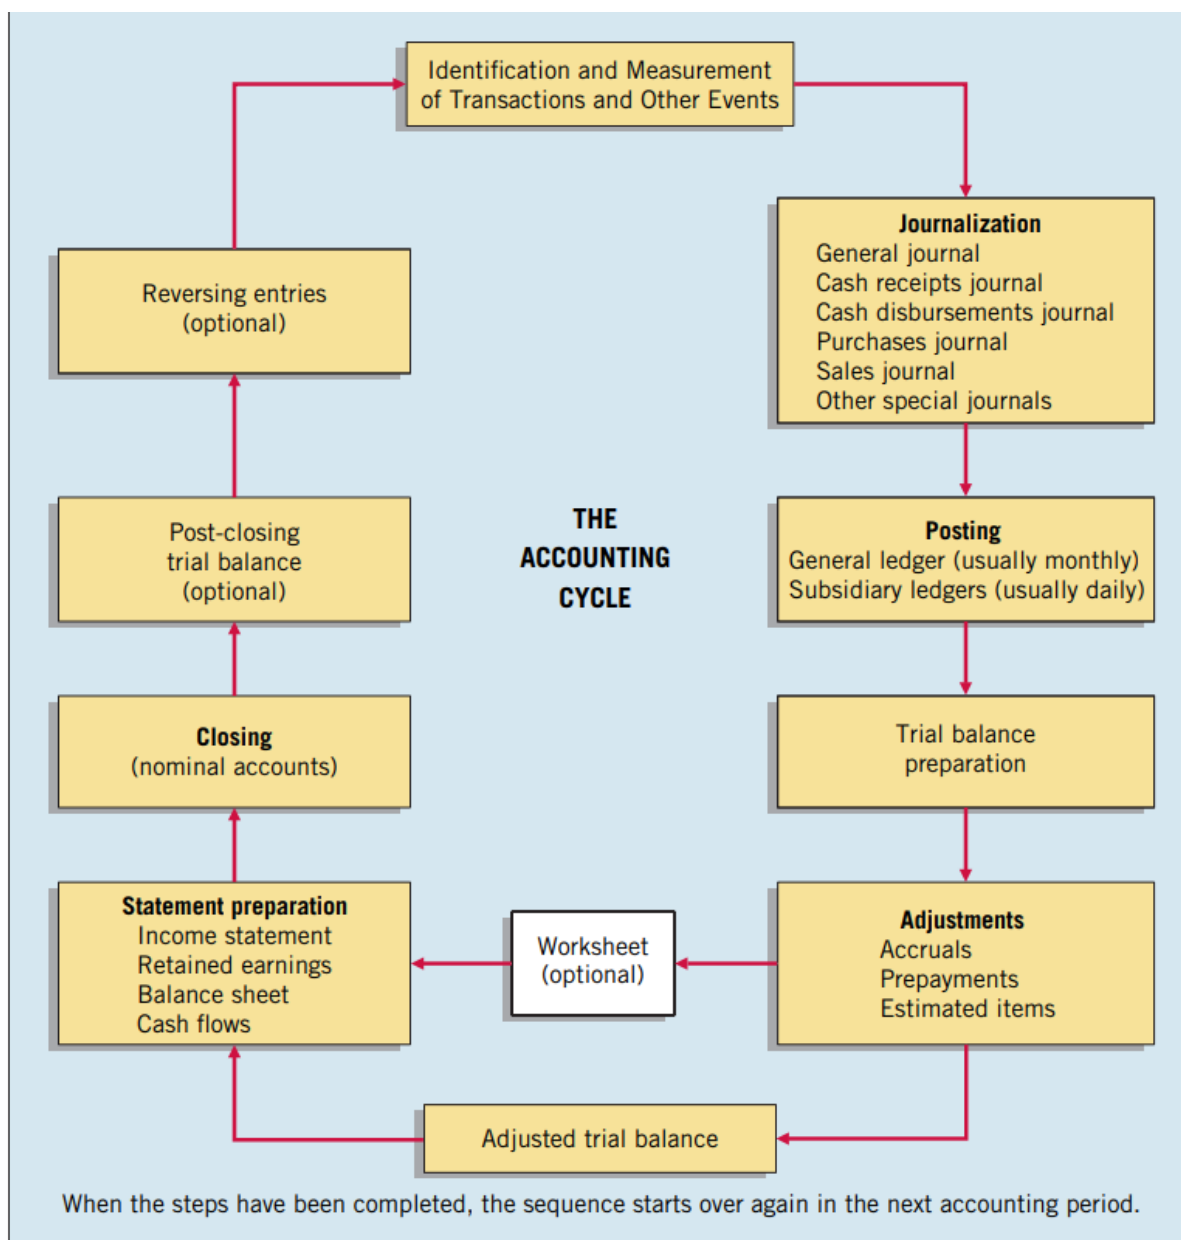 Identification and Measurement
of Transactions and Other Events
Journalization
General journal
Cash receipts journal
Cash disbursements journal
Purchases journal
Sales journal
Other special journals
Posting
General ledger (usually monthly)
Subsidiary ledgers (usually daily)
Trial balance
preparation
Adjustments
Accruals
Prepayments
Estimated items
Worksheet
(optional)
Adjusted trial balance
Statement preparation
Income statement
Retained earnings
Balance sheet
Cash flows
Closing
(nominal accounts)
Post-closing
trial balance
(optional)
Reversing entries
(optional)
THE
ACCOUNTING
CYCLE
When the steps have been completed, the sequence starts over again in the next accounting period.